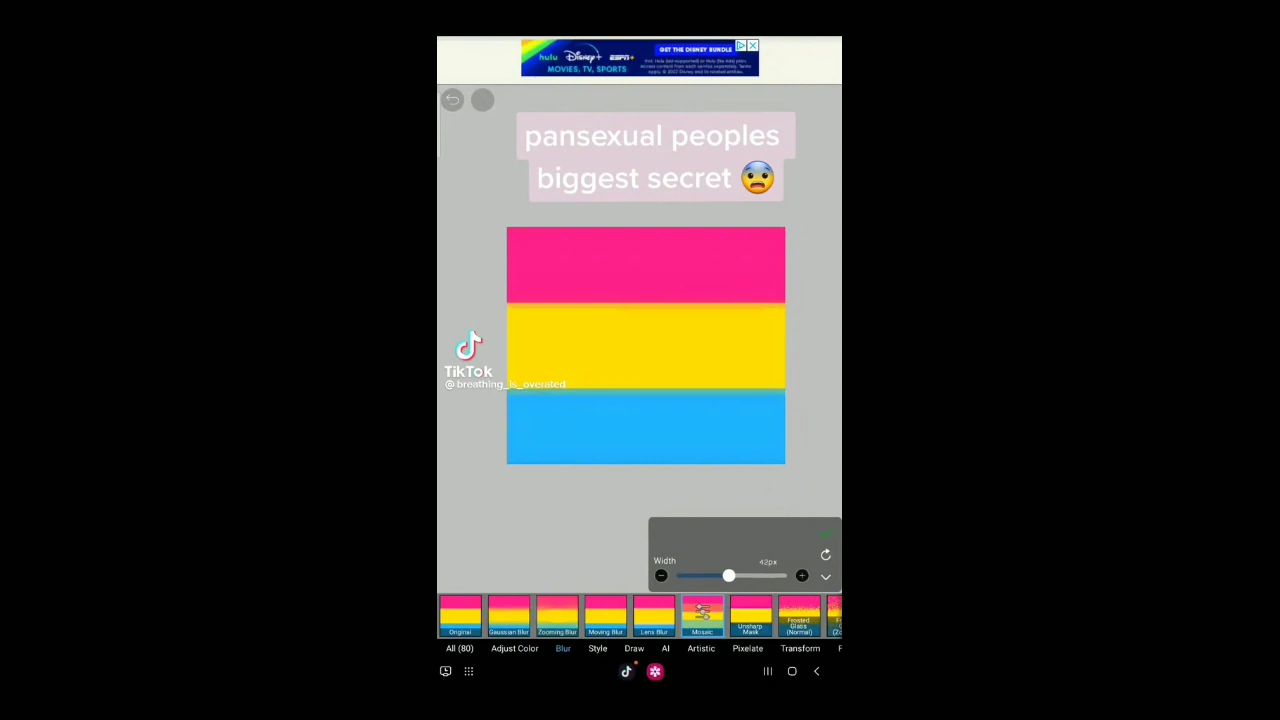 hulu Disney+ ESPN+
MOVIES, TV, SPORTS
GET THE DISNEY BUNDLE
pansexual peoples
biggest secret 😨
TikTok
@breathing_is_overated
Width 42px
Original Gaussian Blur Zooming Blur Moving Blur Lens Blur Mosaic Unsharp Mask Frosted Glass (Normal)
All (80) Adjust Color Blur Style Draw AI Artistic Pixelate Transform F